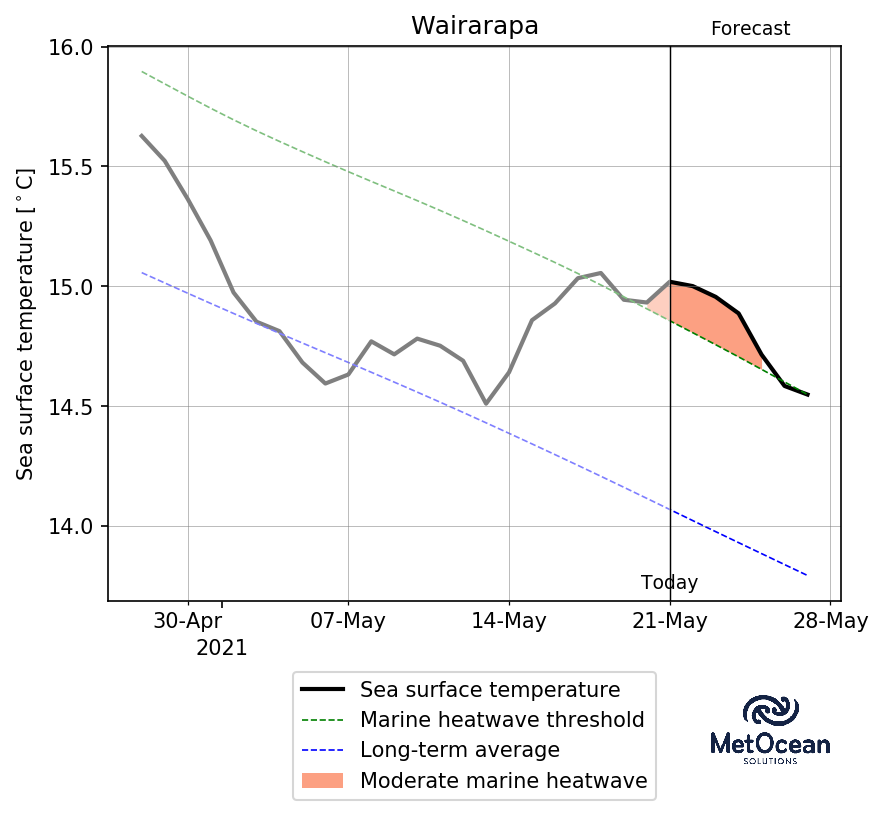 Wairarapa
Forecast
Sea surface temperature [°C]
16.0
15.5
15.0
14.5
14.0
Today
30-Apr 07-May 14-May 21-May 28-May
2021
Sea surface temperature
Marine heatwave threshold
Long-term average
Moderate marine heatwave
MetOcean
SOLUTIONS